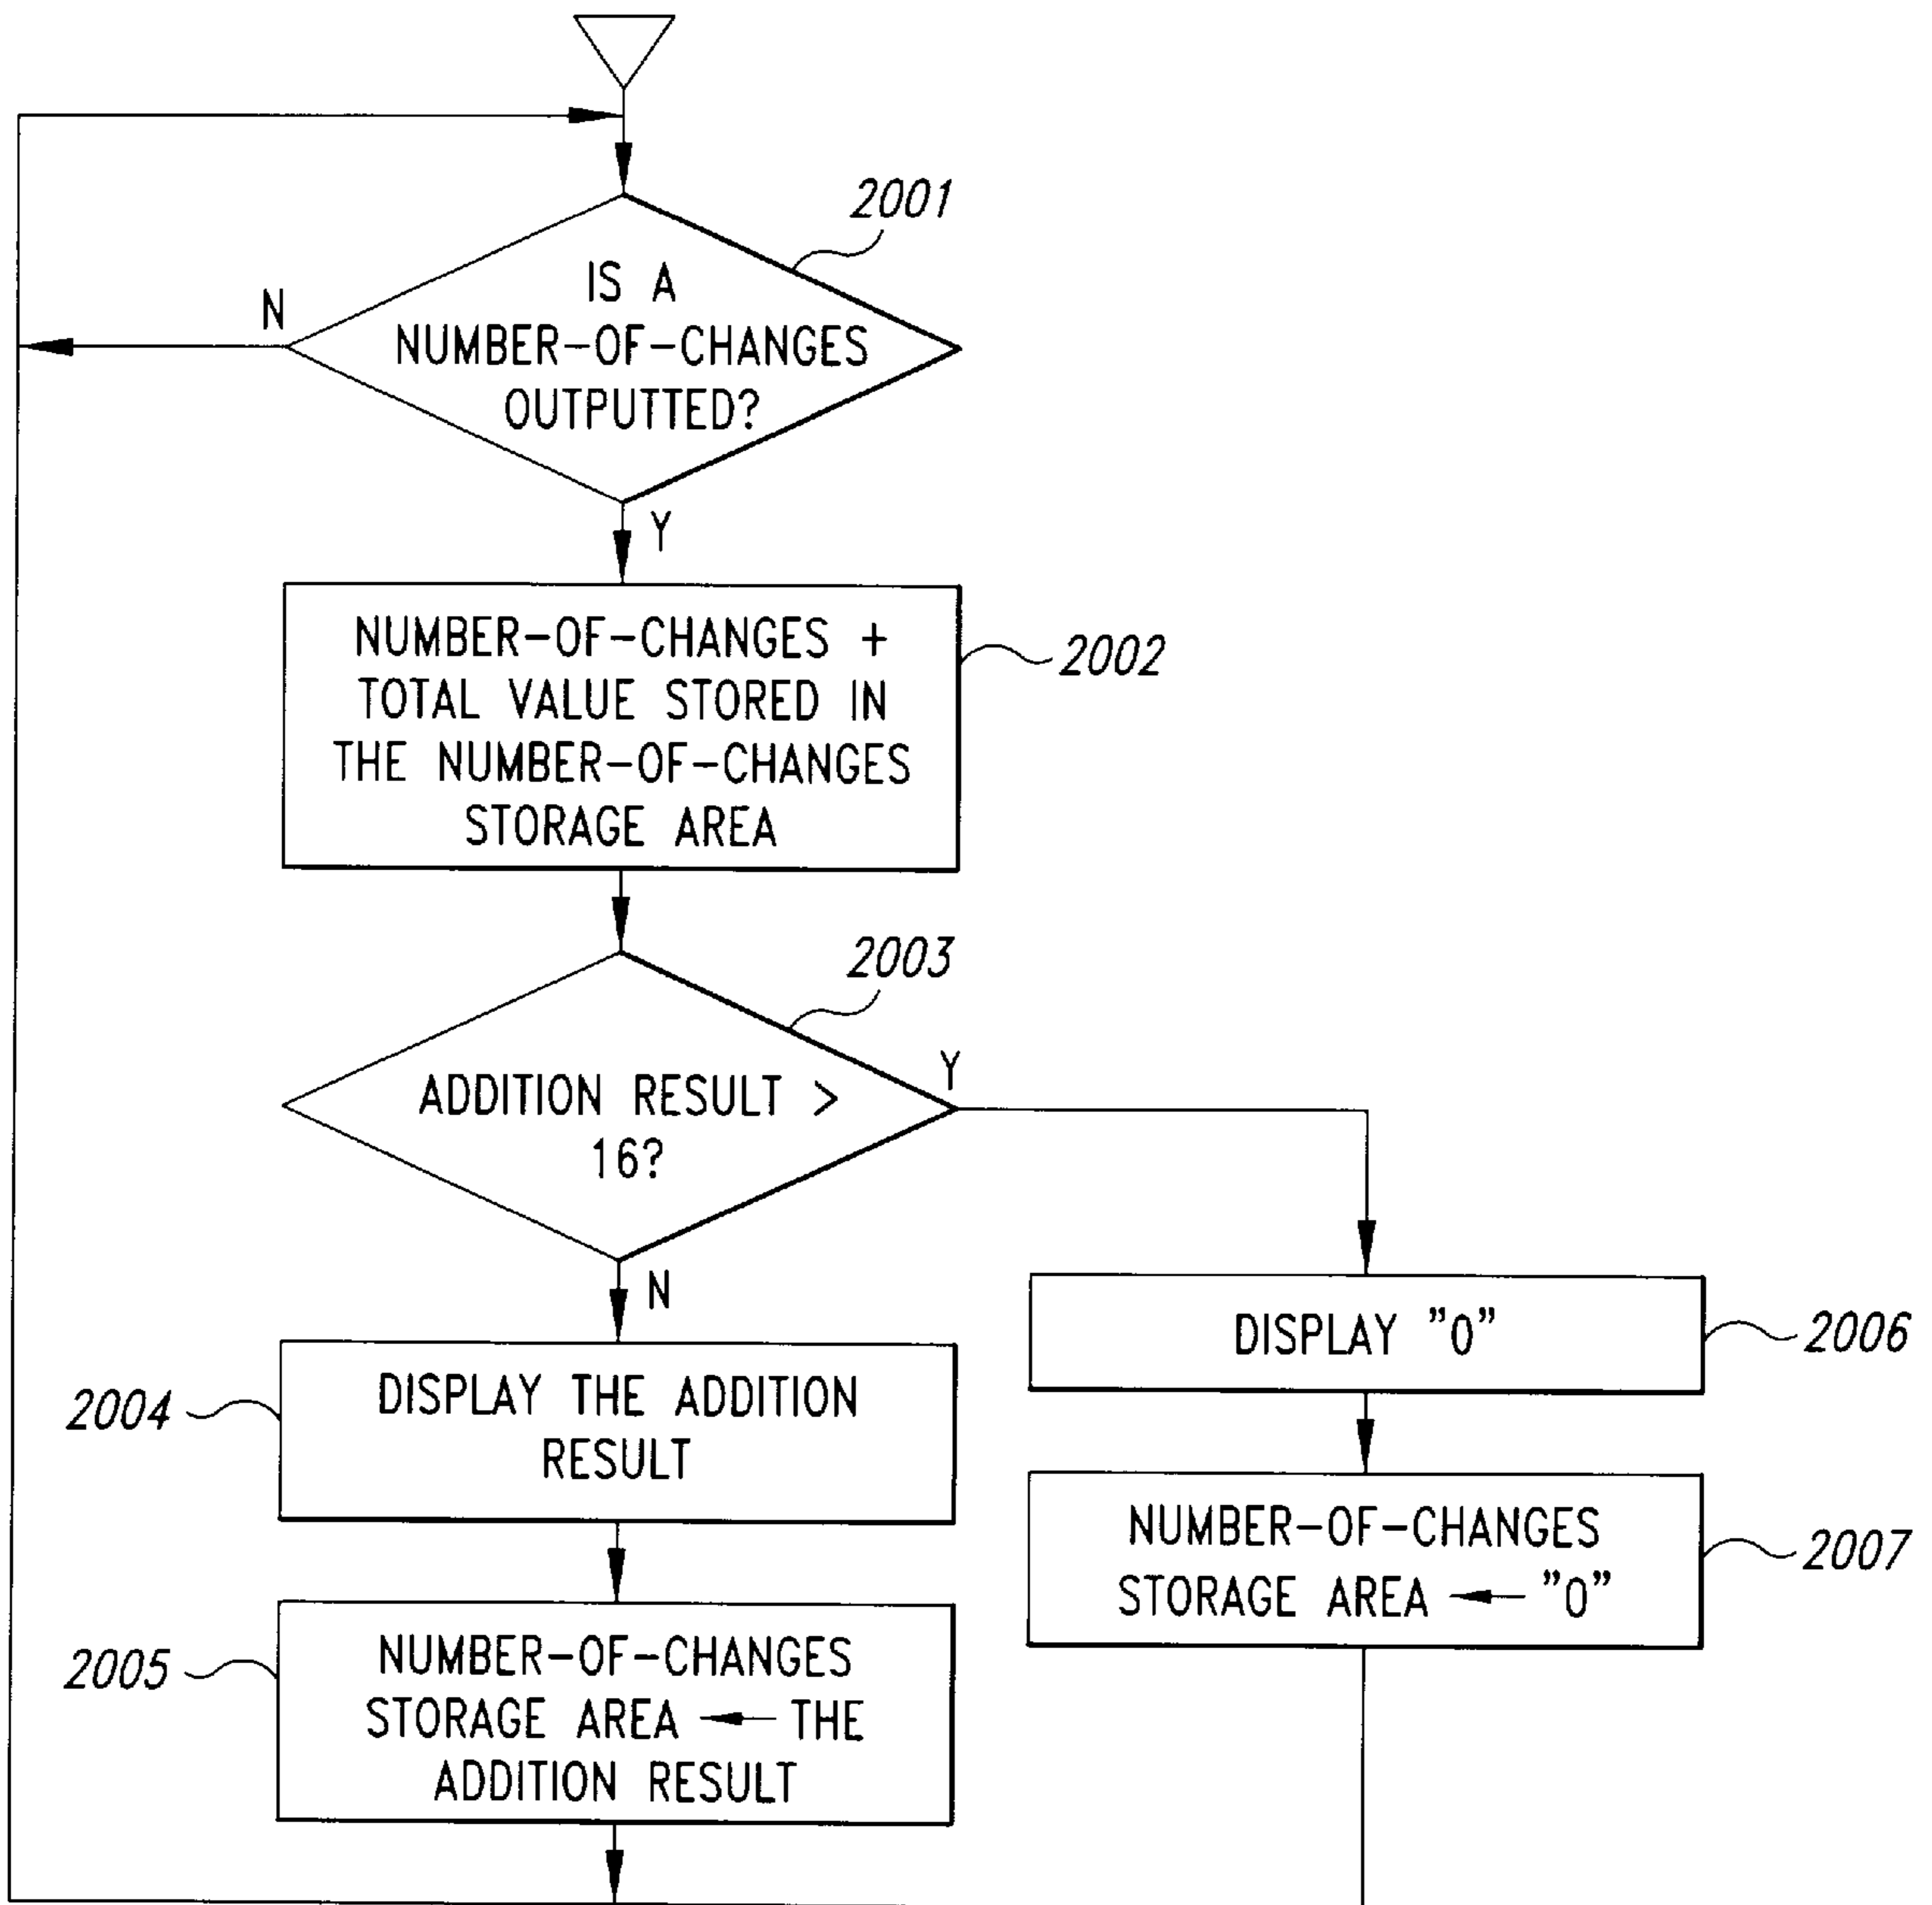 2001
IS A
NUMBER-OF-CHANGES
OUTPUTTED?
N
Y
NUMBER-OF-CHANGES +
TOTAL VALUE STORED IN
THE NUMBER-OF-CHANGES
STORAGE AREA
2002
2003
ADDITION RESULT >
16?
Y
N
DISPLAY THE ADDITION
RESULT
2004
DISPLAY "0"
2006
NUMBER-OF-CHANGES
STORAGE AREA ← "0"
2007
NUMBER-OF-CHANGES
STORAGE AREA ← THE
ADDITION RESULT
2005